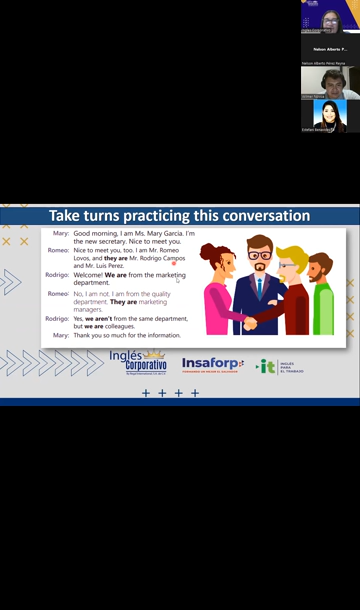 Nelson Alberto P...
Nelson Alberto Perez Reyes
Take turns practicing this conversation
Mary: Good morning, I am Ms. Mary Garcia. I'm
the new secretary. Nice to meet you.
Romeo: Nice to meet you, too. I am Mr. Romeo
Lovos, and they are Mr. Rodrigo Campos
and Mr. Luis Perez.
Rodrigo: Welcome! We are from the marketing
department.
Romeo: No, I am not. I am from the quality
department. They are marketing
managers.
Rodrigo: Yes, we aren't from the same department,
but we are colleagues.
Mary: Thank you so much for the information.
Inglés
Corporativo
Insaforp
it
INGLÉS
PARA
EL TRABAJO